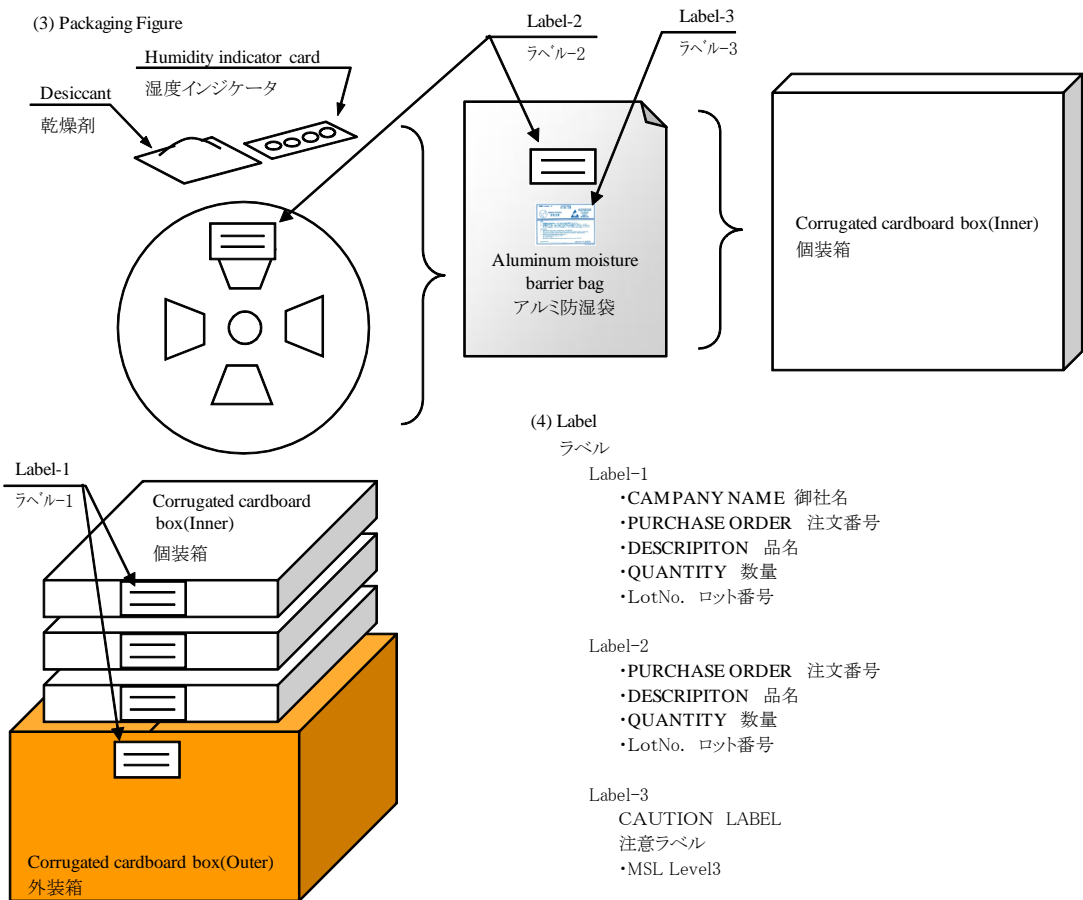 (3) Packaging Figure
Label-2
ラベル-2
Label-3
ラベル-3
Humidity indicator card
湿度インジケータ
Desiccant
乾燥剤
Aluminum moisture
barrier bag
アルミ防湿袋
Corrugated cardboard box(Inner)
個装箱
Label-1
ラベル-1
Corrugated cardboard
box(Inner)
個装箱
Corrugated cardboard box(Outer)
外装箱
(4) Label
ラベル
Label-1
・CAMPANY NAME 御社名
・PURCHASE ORDER 注文番号
・DESCRIPITON 品名
・QUANTITY 数量
・LotNo. ロット番号
Label-2
・PURCHASE ORDER 注文番号
・DESCRIPITON 品名
・QUANTITY 数量
・LotNo. ロット番号
Label-3
CAUTION LABEL
注意ラベル
・MSL Level3